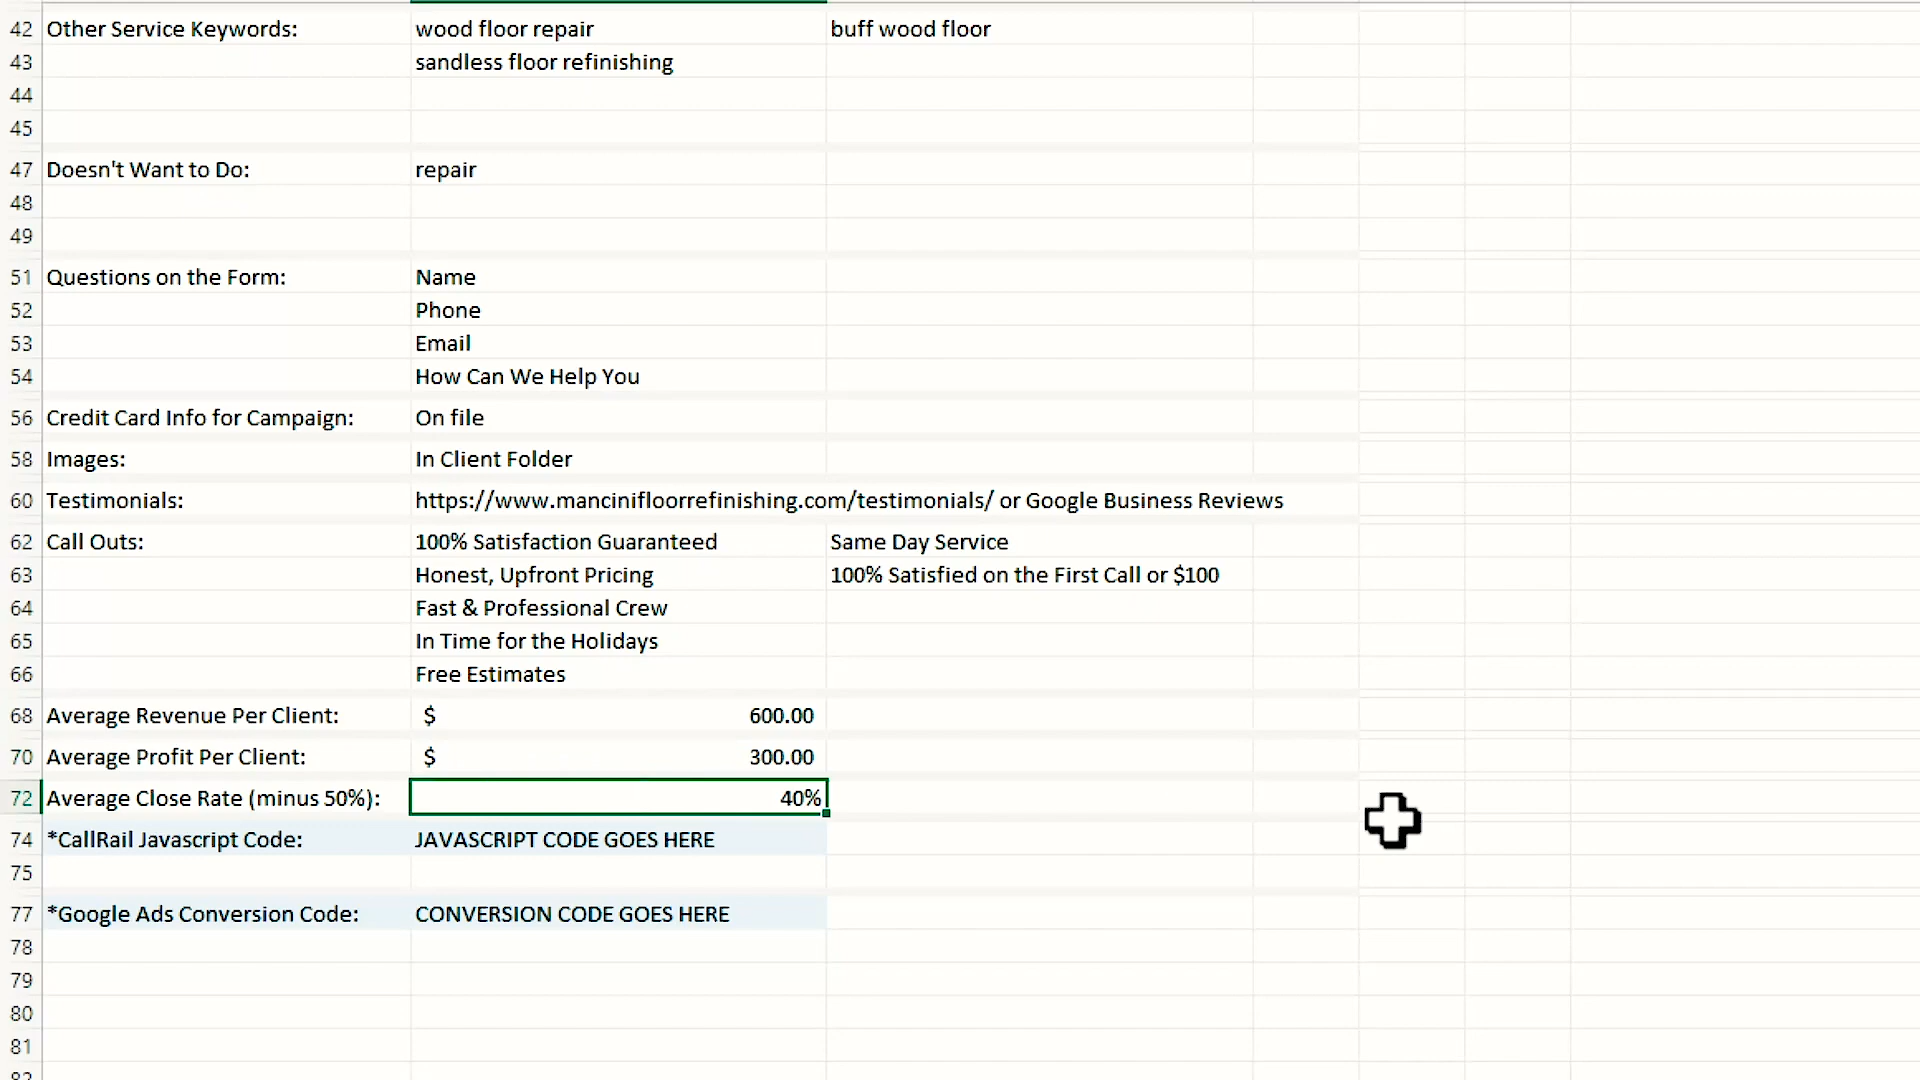 42 Other Service Keywords: wood floor repair buff wood floor
43 sandless floor refinishing
44
45
47 Doesn't Want to Do: repair
48
49
51 Questions on the Form: Name
52 Phone
53 Email
54 How Can We Help You
56 Credit Card Info for Campaign: On file
58 Images: In Client Folder
60 Testimonials: https://www.mancinifloorrefinishing.com/testimonials/ or Google Business Reviews
62 Call Outs: 100% Satisfaction Guaranteed Same Day Service
63 Honest, Upfront Pricing 100% Satisfied on the First Call or $100
64 Fast & Professional Crew
65 In Time for the Holidays
66 Free Estimates
68 Average Revenue Per Client: $ 600.00
70 Average Profit Per Client: $ 300.00
72 Average Close Rate (minus 50%): 40%
74 *CallRail Javascript Code: JAVASCRIPT CODE GOES HERE
75
77 *Google Ads Conversion Code: CONVERSION CODE GOES HERE
78
79
80
81
82